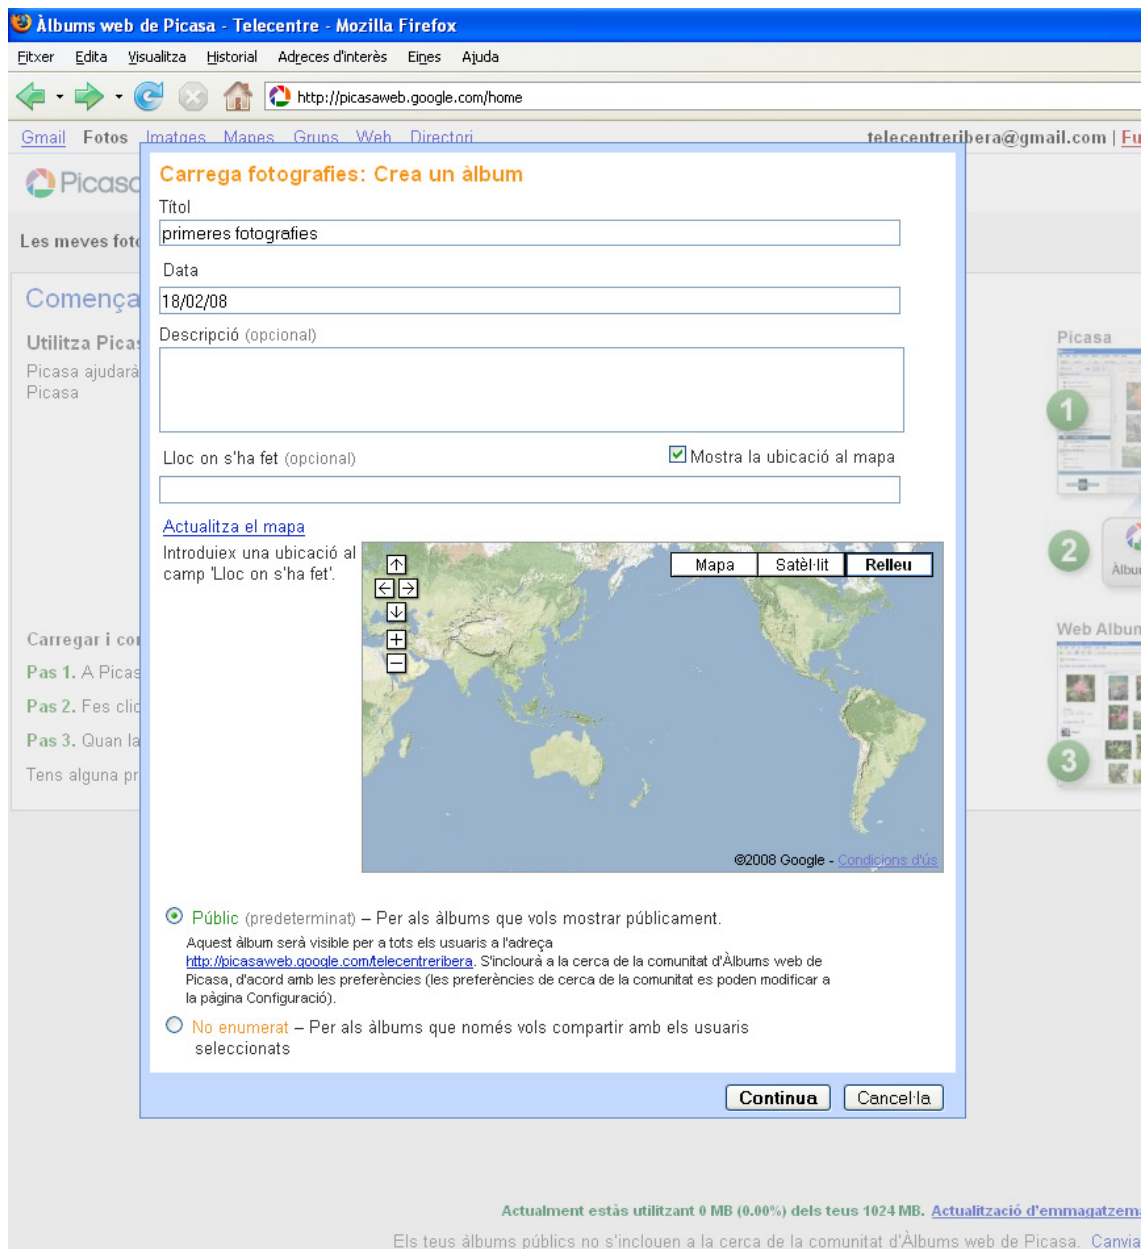 Àlbums web de Picasa - Telecentre - Mozilla Firefox
Fitxer Edita Visualitza Historial Adreces d'interès Eines Ajuda
http://picasaweb.google.com/home
Gmail Fotos Imatges Mapes Grups Web Directori
telecentreribera@gmail.com | Fu
Picasa
Les meves foto
Comença
Utilitza Picas
Picasa ajudarà
Picasa
Carregar i cor
Pas 1. A Picas
Pas 2. Fes clic
Pas 3. Quan la
Tens alguna pr
Carrega fotografies: Crea un àlbum
Títol
primeres fotografies
Data
18/02/08
Descripció (opcional)
Lloc on s'ha fet (opcional)
Mostra la ubicació al mapa
Actualitza el mapa
Introduiex una ubicació al
camp 'Lloc on s'ha fet'.
Mapa Satèl·lit Relleu
©2008 Google - Condicions d'ús
Públic (predeterminat) – Per als àlbums que vols mostrar públicament.
Aquest àlbum serà visible per a tots els usuaris a l'adreça
http://picasaweb.google.com/telecentreribera. S'inclourà a la cerca de la comunitat d'Àlbums web de
Picasa, d'acord amb les preferències (les preferències de cerca de la comunitat es poden modificar a
la pàgina Configuració).
No enumerat – Per als àlbums que només vols compartir amb els usuaris
seleccionats
Continua Cancel·la
Picasa
1
2
Àlbum
Web Album
3
Actualment estàs utilitzant 0 MB (0.00%) dels teus 1024 MB. Actualització d'emmagatzema
Els teus àlbums públics no s'inclouen a la cerca de la comunitat d'Àlbums web de Picasa. Canvia